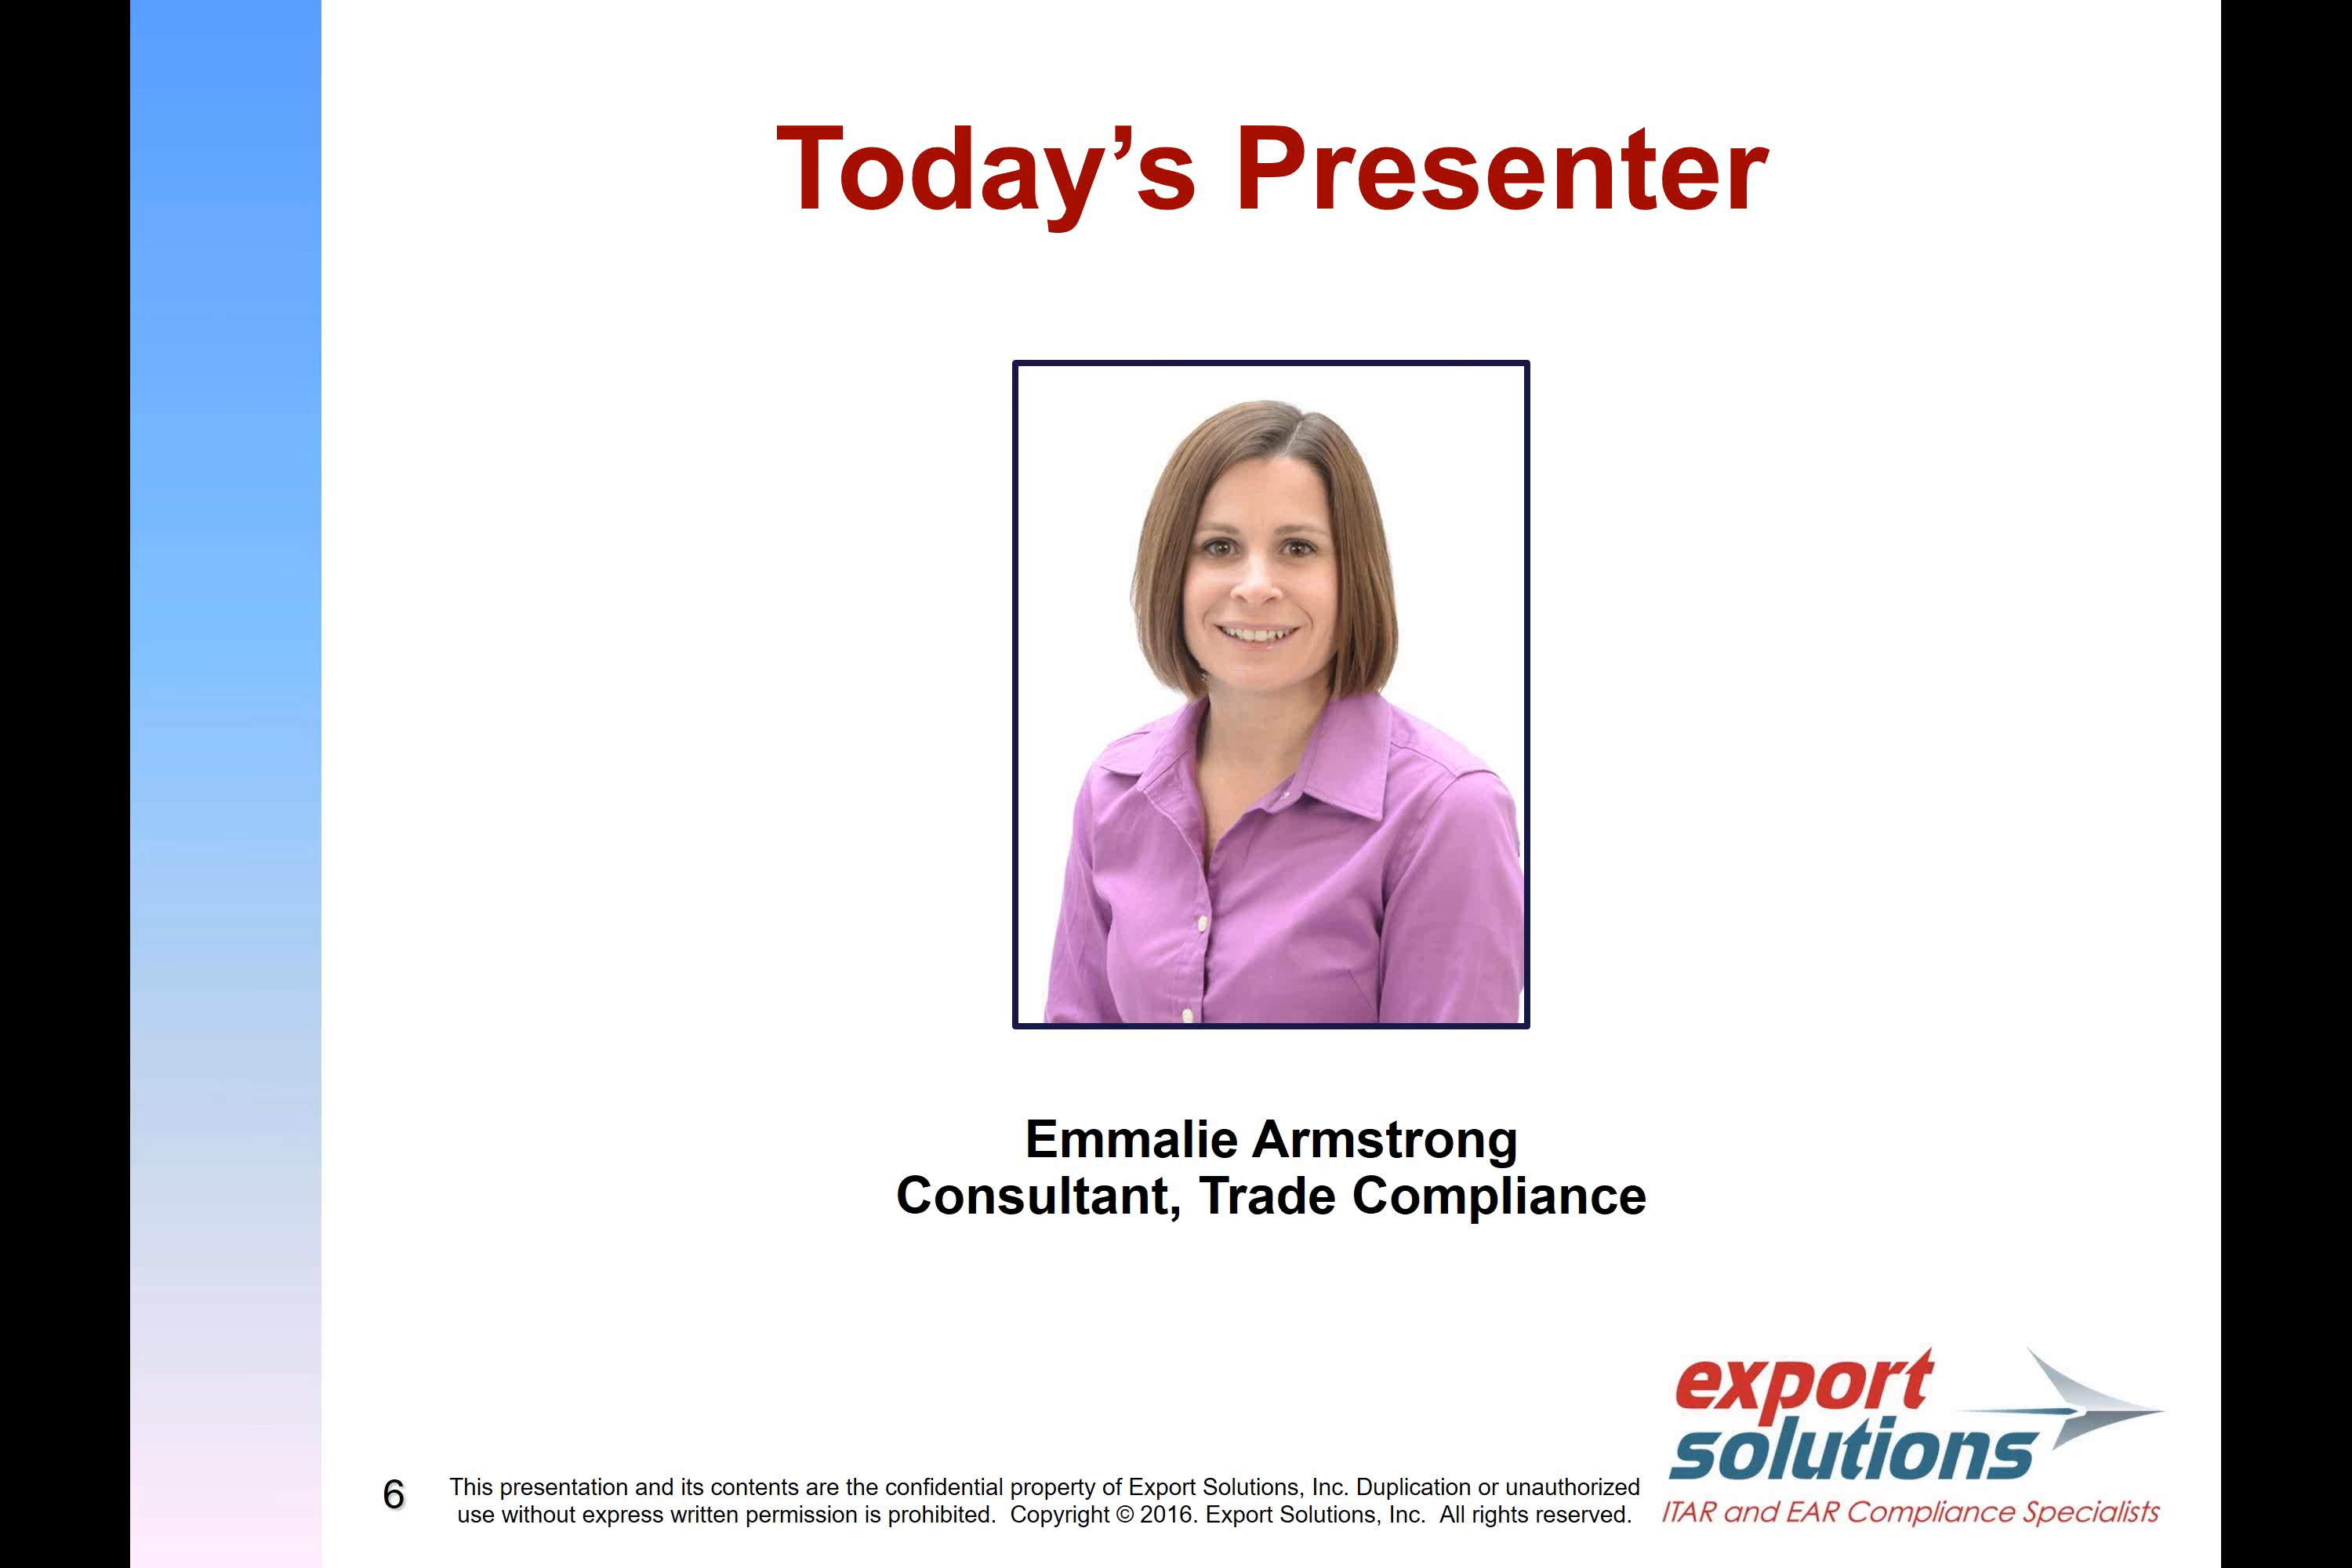 Today’s Presenter
Emmalie Armstrong
Consultant, Trade Compliance
6
This presentation and its contents are the confidential property of Export Solutions, Inc. Duplication or unauthorized
use without express written permission is prohibited.  Copyright © 2016. Export Solutions, Inc.  All rights reserved.
export
solutions
ITAR and EAR Compliance Specialists